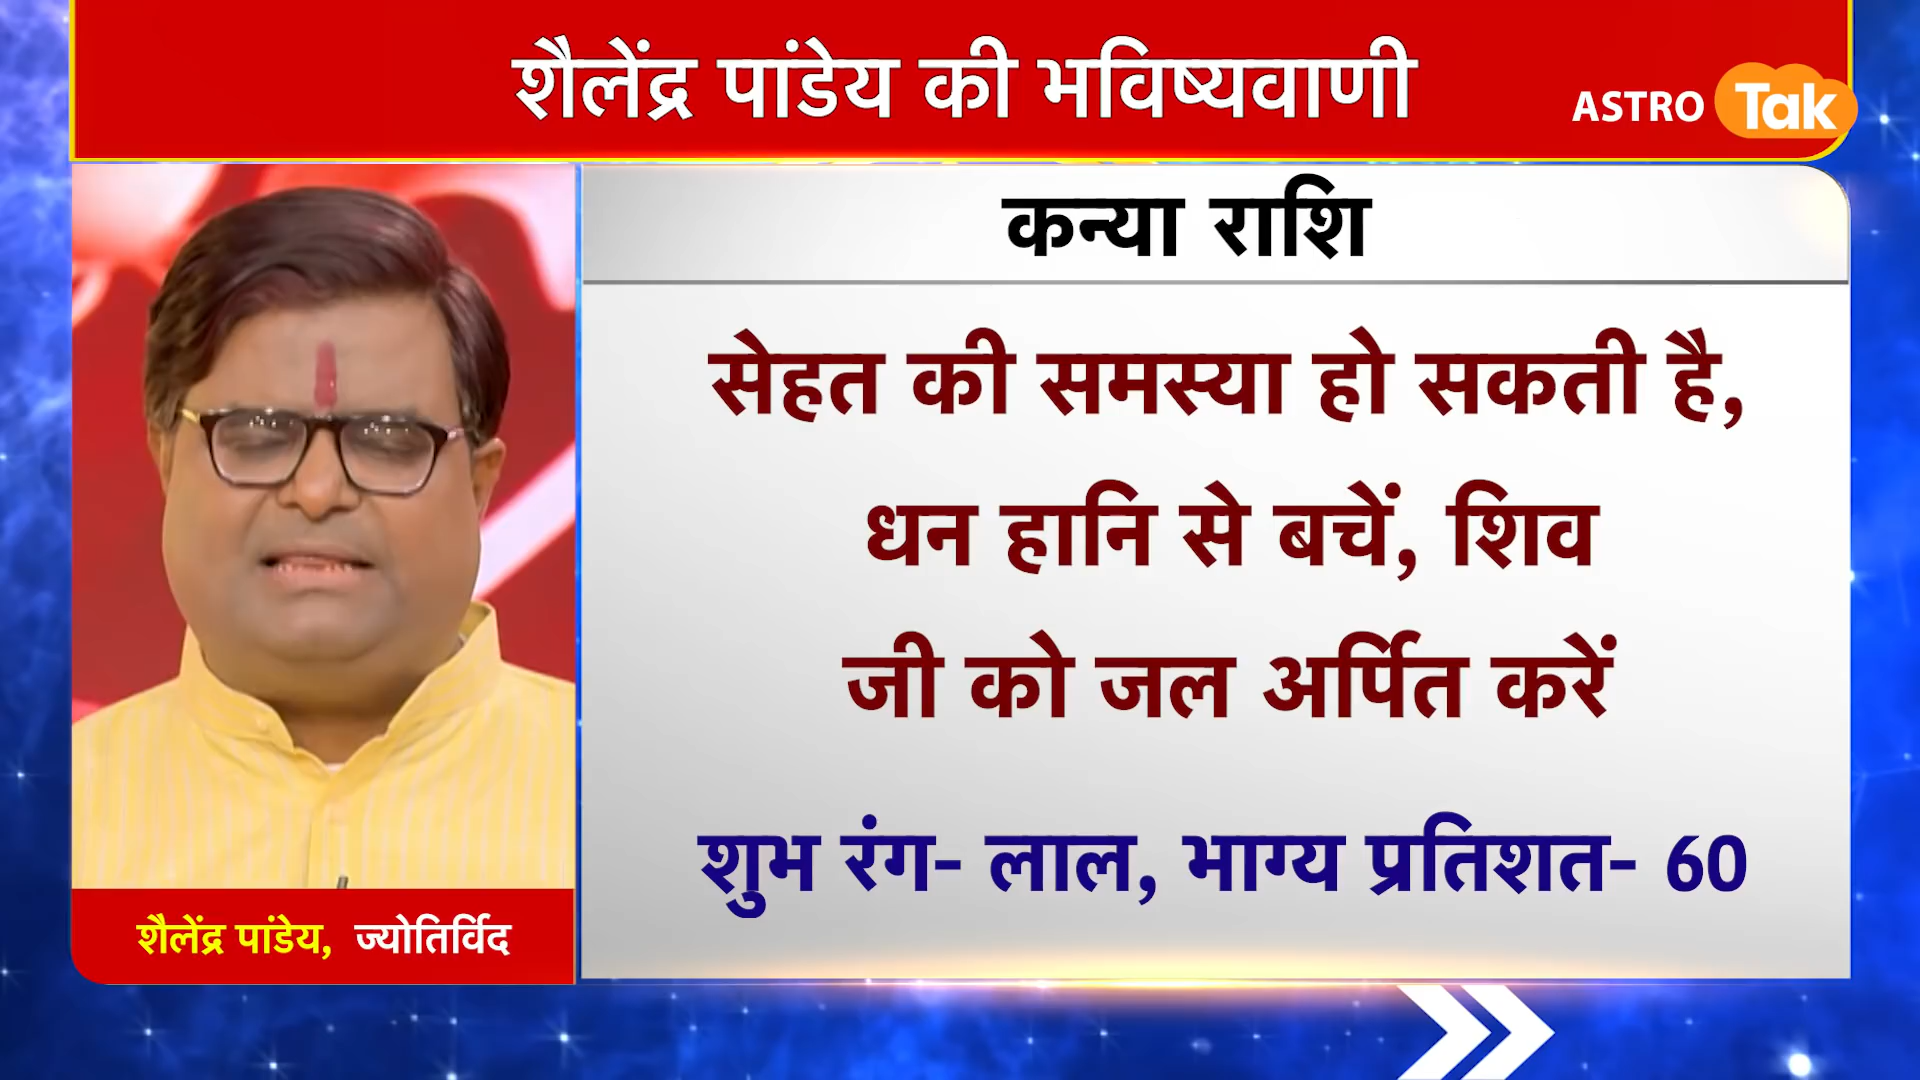 शैलेंद्र पांडेय की भविष्यवाणी
ASTRO Tak
कन्या राशि
सेहत की समस्या हो सकती है,
धन हानि से बचें, शिव
जी को जल अर्पित करें
शुभ रंग- लाल, भाग्य प्रतिशत- 60
शैलेंद्र पांडेय, ज्योतिर्विद